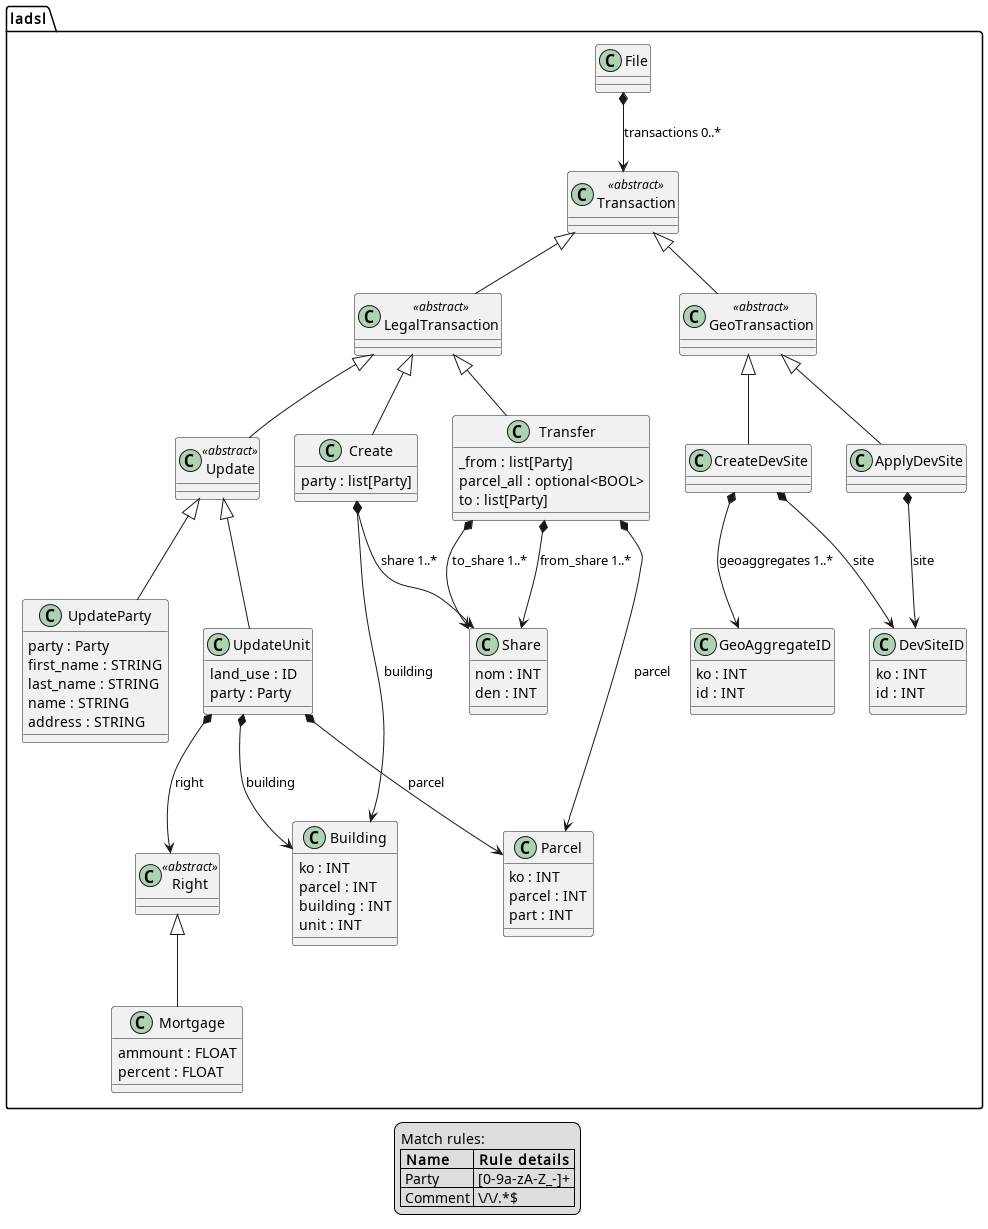 ladsl
C File
transactions 0..*
C «abstract»
Transaction
C «abstract»
LegalTransaction
C «abstract»
GeoTransaction
C «abstract»
Update
C Create
party : list[Party]
C Transfer
_from : list[Party]
parcel_all : optional<BOOL>
to : list[Party]
C CreateDevSite
C ApplyDevSite
share 1..*
to_share 1..*
from_share 1..*
geoaggregates 1..*
site
site
C UpdateParty
party : Party
first_name : STRING
last_name : STRING
name : STRING
address : STRING
C UpdateUnit
land_use : ID
party : Party
building
C Share
nom : INT
den : INT
parcel
C GeoAggregateID
ko : INT
id : INT
C DevSiteID
ko : INT
id : INT
right
building
parcel
C «abstract»
Right
C Building
ko : INT
parcel : INT
building : INT
unit : INT
C Parcel
ko : INT
parcel : INT
part : INT
C Mortgage
ammount : FLOAT
percent : FLOAT
Match rules:
Name Rule details
Party [0-9a-zA-Z_-]+
Comment \/\/.*$